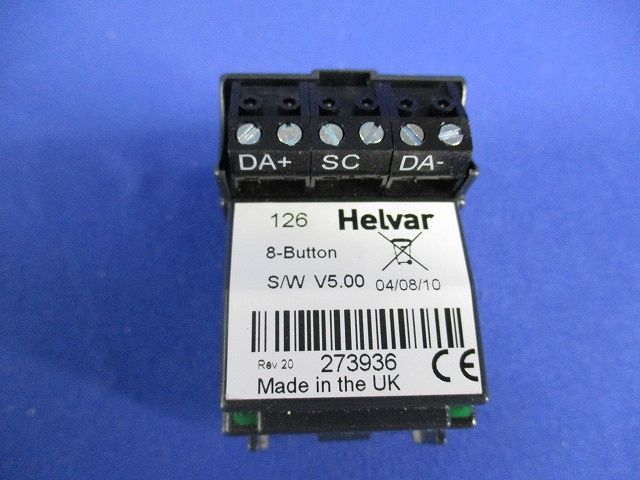 DA+ SC DA-
126 Helvar
8-Button
S/W V5.00 04/08/10
Rev 20 273936
Made in the UK CE